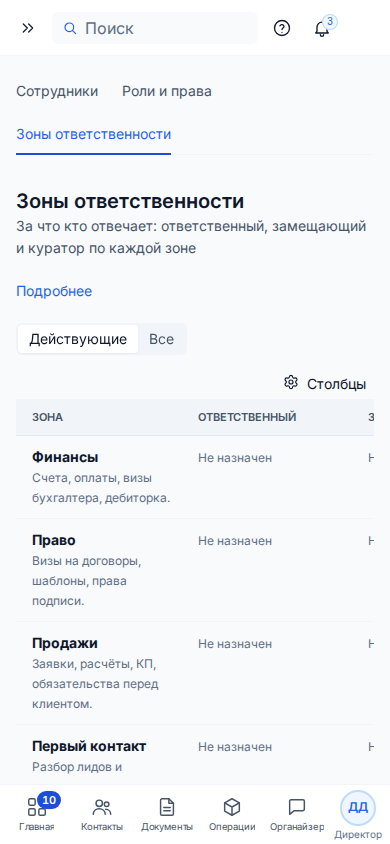 Поиск
3
Сотрудники Роли и права
Зоны ответственности
Зоны ответственности
За что кто отвечает: ответственный, замещающий
и куратор по каждой зоне
Подробнее
Действующие Все
Столбцы
ЗОНА ОТВЕТСТВЕННЫЙ
Финансы Не назначен
Счета, оплаты, визы
бухгалтера, дебиторка.
Право Не назначен
Визы на договоры,
шаблоны, права
подписи.
Продажи Не назначен
Заявки, расчёты, КП,
обязательства перед
клиентом.
Первый контакт Не назначен
Разбор лидов и
10 ДД
Главная Контакты Документы Операции Органайзер Директор